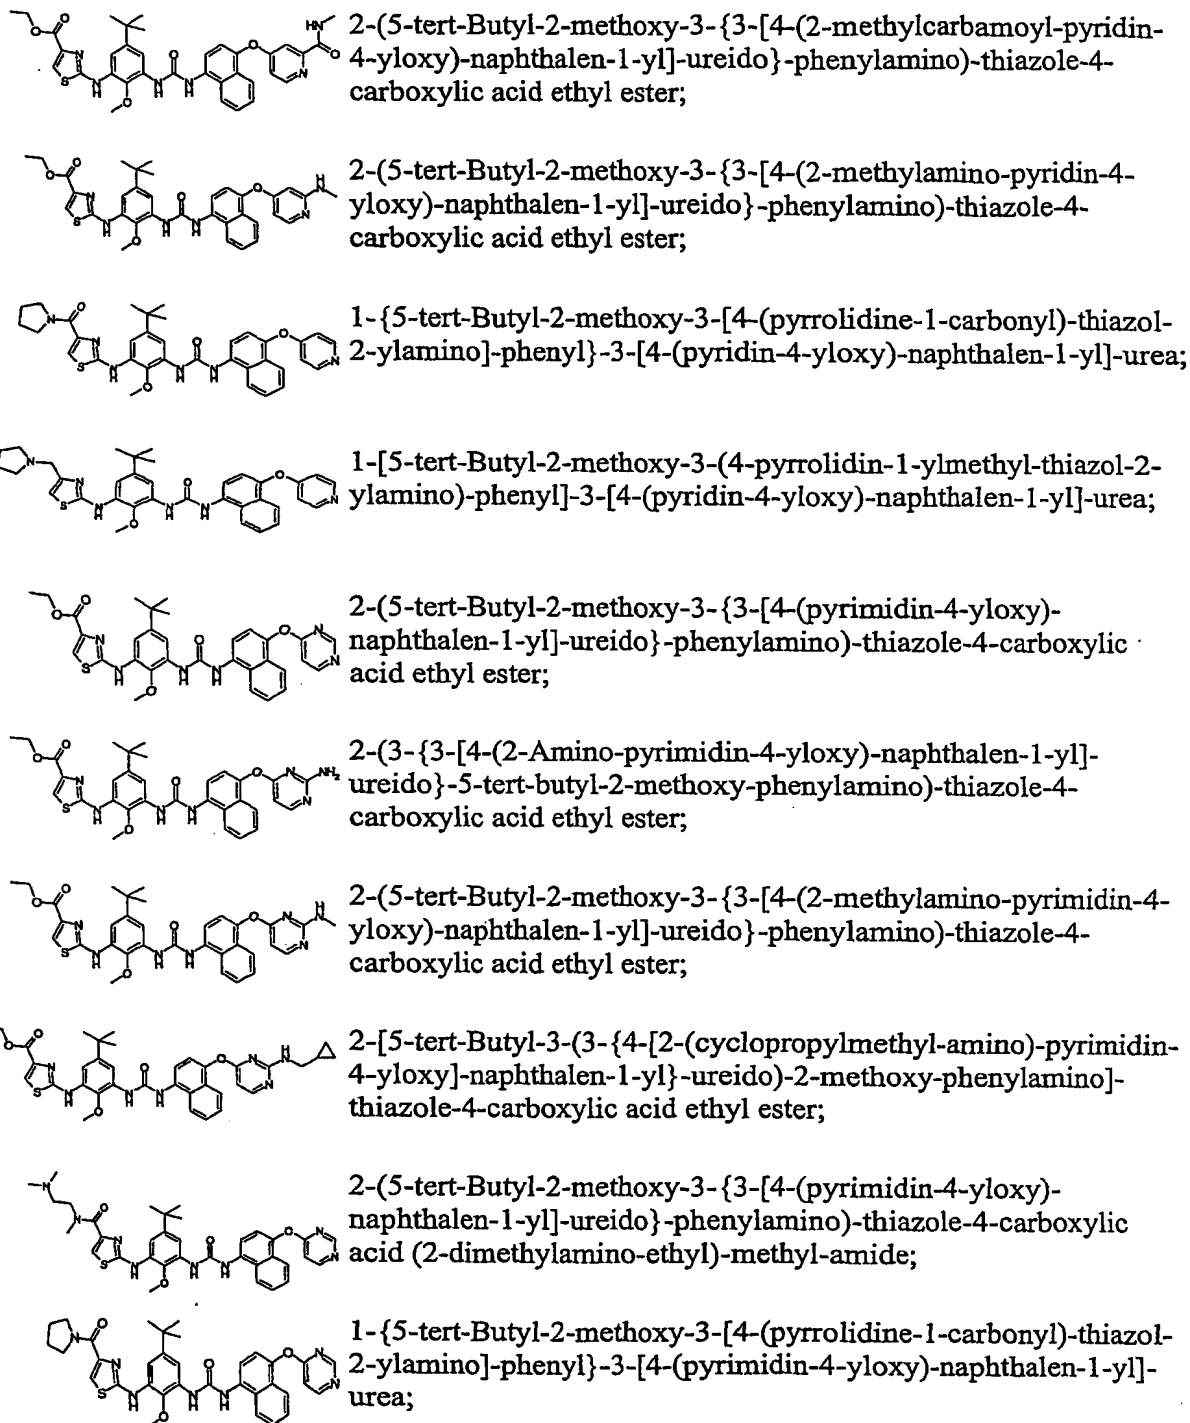 2-(5-tert-Butyl-2-methoxy-3-{3-[4-(2-methylcarbamoyl-pyridin-
4-yloxy)-naphthalen-1-yl]-ureido}-phenylamino)-thiazole-4-
carboxylic acid ethyl ester;
2-(5-tert-Butyl-2-methoxy-3-{3-[4-(2-methylamino-pyridin-4-
yloxy)-naphthalen-1-yl]-ureido}-phenylamino)-thiazole-4-
carboxylic acid ethyl ester;
1-{5-tert-Butyl-2-methoxy-3-[4-(pyrrolidine-1-carbonyl)-thiazol-
2-ylamino]-phenyl}-3-[4-(pyridin-4-yloxy)-naphthalen-1-yl]-urea;
1-[5-tert-Butyl-2-methoxy-3-(4-pyrrolidin-1-ylmethyl-thiazol-2-
ylamino)-phenyl]-3-[4-(pyridin-4-yloxy)-naphthalen-1-yl]-urea;
2-(5-tert-Butyl-2-methoxy-3-{3-[4-(pyrimidin-4-yloxy)-
naphthalen-1-yl]-ureido}-phenylamino)-thiazole-4-carboxylic
acid ethyl ester;
2-(3-{3-[4-(2-Amino-pyrimidin-4-yloxy)-naphthalen-1-yl]-
ureido}-5-tert-butyl-2-methoxy-phenylamino)-thiazole-4-
carboxylic acid ethyl ester;
2-(5-tert-Butyl-2-methoxy-3-{3-[4-(2-methylamino-pyrimidin-4-
yloxy)-naphthalen-1-yl]-ureido}-phenylamino)-thiazole-4-
carboxylic acid ethyl ester;
2-[5-tert-Butyl-3-(3-{4-[2-(cyclopropylmethyl-amino)-pyrimidin-
4-yloxy]-naphthalen-1-yl}-ureido)-2-methoxy-phenylamino]-
thiazole-4-carboxylic acid ethyl ester;
2-(5-tert-Butyl-2-methoxy-3-{3-[4-(pyrimidin-4-yloxy)-
naphthalen-1-yl]-ureido}-phenylamino)-thiazole-4-carboxylic
acid (2-dimethylamino-ethyl)-methyl-amide;
1-{5-tert-Butyl-2-methoxy-3-[4-(pyrrolidine-1-carbonyl)-thiazol-
2-ylamino]-phenyl}-3-[4-(pyrimidin-4-yloxy)-naphthalen-1-yl]-
urea;